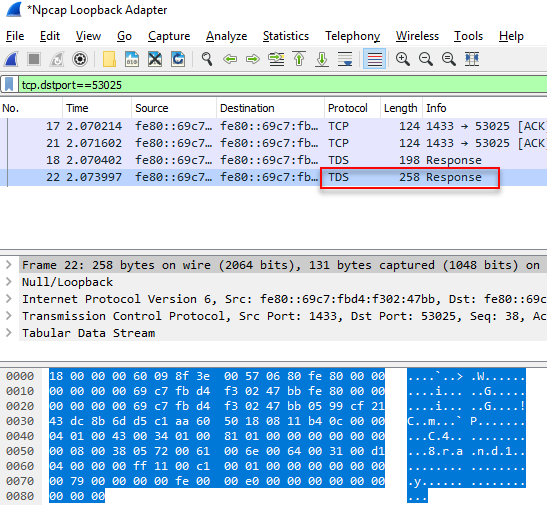 *Npcap Loopback Adapter
File Edit View Go Capture Analyze Statistics Telephony Wireless Tools
tcp.dstport==53025
No. Time Source Destination Protocol Length Info
17 2.070214 fe80::69c7… fe80::69c7:fb… TCP 124 1433 → 53025 [ACK
21 2.071602 fe80::69c7… fe80::69c7:fb… TCP 124 1433 → 53025 [ACK
18 2.070402 fe80::69c7… fe80::69c7:fb… TDS 198 Response
22 2.073997 fe80::69c7… fe80::69c7:fb… TDS 258 Response
Frame 22: 258 bytes on wire (2064 bits), 131 bytes captured (1048 bits) on
Null/Loopback
Internet Protocol Version 6, Src: fe80::69c7:fbd4:f302:47bb, Dst: fe80::69c
Transmission Control Protocol, Src Port: 1433, Dst Port: 53025, Seq: 38, Ac
Tabular Data Stream
0000 18 00 00 00 60 09 8f 3e 00 57 06 80 fe 80 00 00 ....`..> .W......
0010 00 00 00 00 69 c7 fb d4 f3 02 47 bb fe 80 00 00 ....i... ..G.....
0020 00 00 00 00 69 c7 fb d4 f3 02 47 bb 05 99 cf 21 ....i... ..G....!
0030 43 dc 8b 6d d5 c1 aa 60 50 18 08 11 b4 0c 00 00 C..m...` P.......
0040 04 01 00 43 00 34 01 00 81 01 00 00 00 00 00 00 ...C.4.. ........
0050 00 08 00 38 05 72 00 61 00 6e 00 64 00 31 00 d1 ...8.r.a .n.d.1..
0060 04 00 00 00 ff 11 00 c1 00 01 00 00 00 00 00 00 ........ ........
0070 00 79 00 00 00 00 fe 00 00 e0 00 00 00 00 00 00 .y...... ........
0080 00 00 00 ...